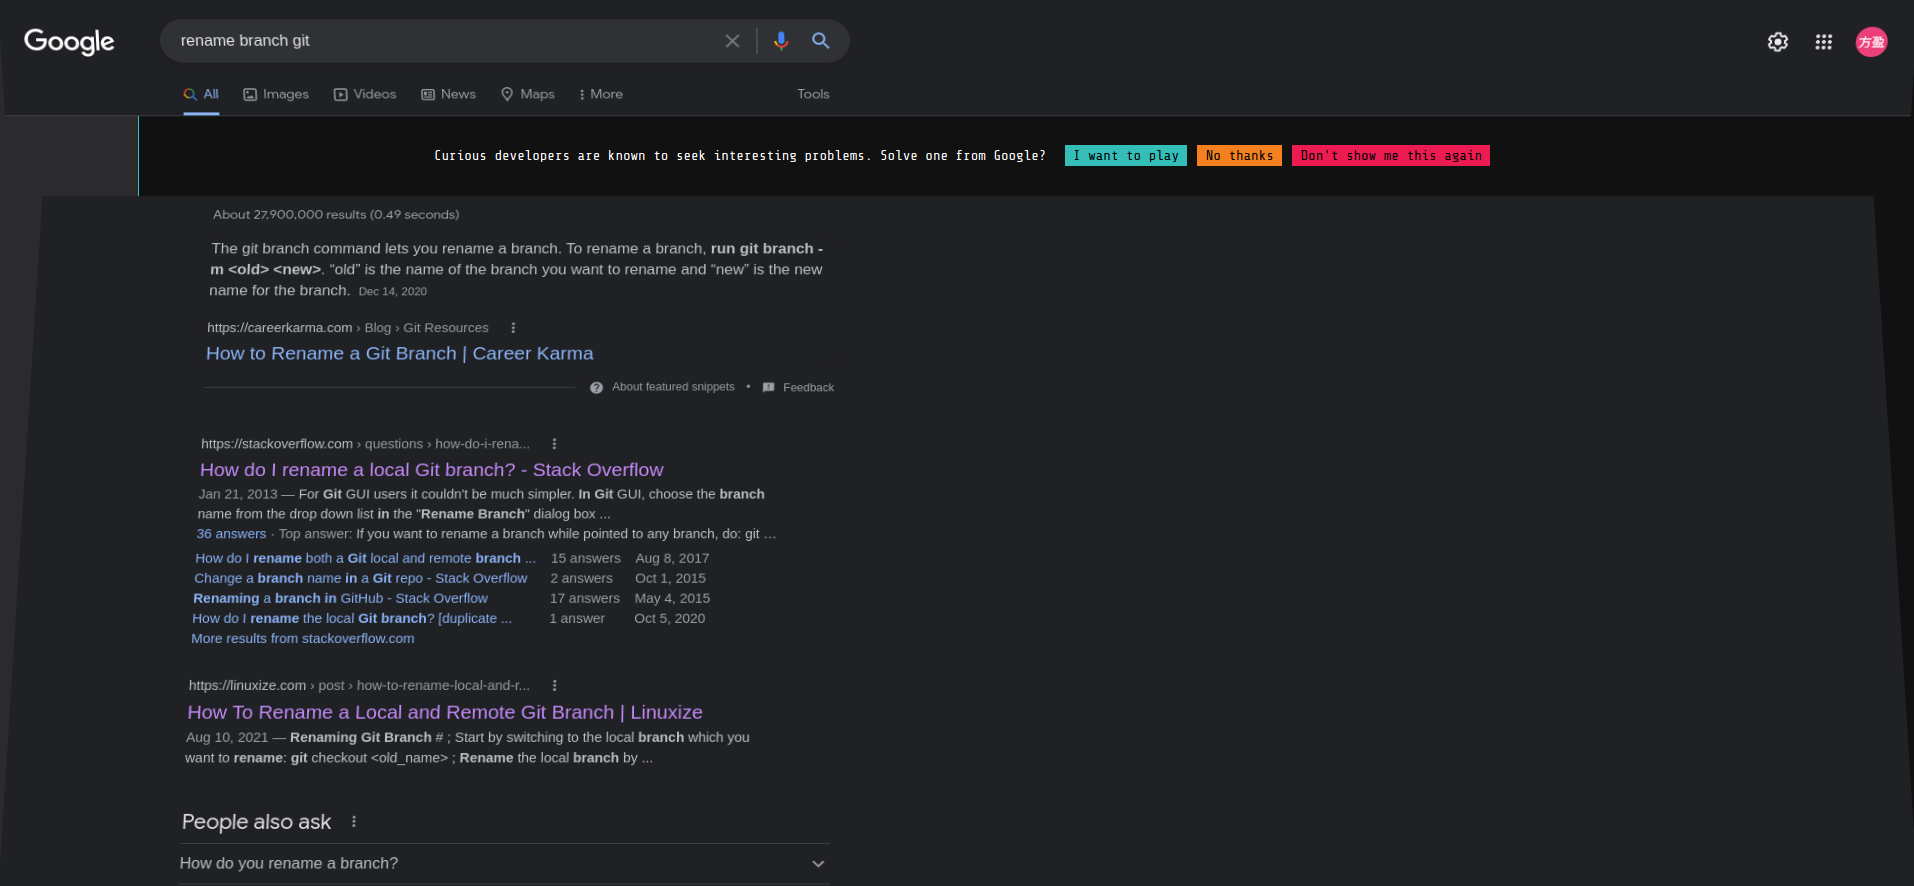 Google
rename branch git
方盈
All Images Videos News Maps More Tools
Curious developers are known to seek interesting problems. Solve one from Google? I want to play No thanks Don't show me this again
About 27,900,000 results (0.49 seconds)
The git branch command lets you rename a branch. To rename a branch, run git branch -
m <old> <new>. “old” is the name of the branch you want to rename and “new” is the new
name for the branch. Dec 14, 2020
https://careerkarma.com › Blog › Git Resources
How to Rename a Git Branch | Career Karma
About featured snippets • Feedback
https://stackoverflow.com › questions › how-do-i-rena...
How do I rename a local Git branch? - Stack Overflow
Jan 21, 2013 — For Git GUI users it couldn't be much simpler. In Git GUI, choose the branch
name from the drop down list in the "Rename Branch" dialog box ...
36 answers · Top answer: If you want to rename a branch while pointed to any branch, do: git …
How do I rename both a Git local and remote branch ... 15 answers Aug 8, 2017
Change a branch name in a Git repo - Stack Overflow 2 answers Oct 1, 2015
Renaming a branch in GitHub - Stack Overflow 17 answers May 4, 2015
How do I rename the local Git branch? [duplicate ... 1 answer Oct 5, 2020
More results from stackoverflow.com
https://linuxize.com › post › how-to-rename-local-and-r...
How To Rename a Local and Remote Git Branch | Linuxize
Aug 10, 2021 — Renaming Git Branch # ; Start by switching to the local branch which you
want to rename: git checkout <old_name> ; Rename the local branch by ...
People also ask
How do you rename a branch?